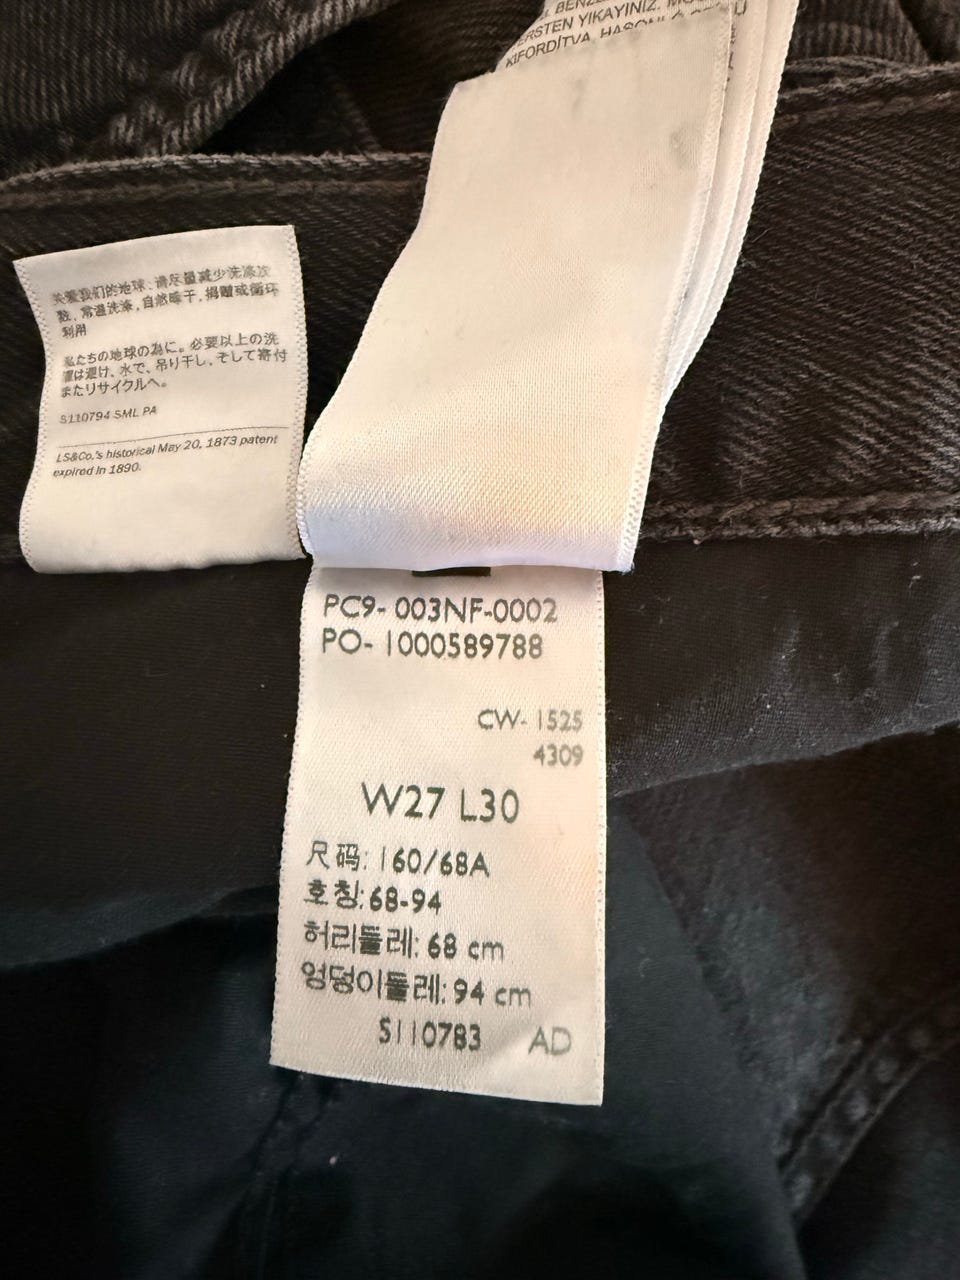 BENZE
ERSTEN YIKAYINIZ. M
KIFORDÍTVA, HASONLÓ
关爱我们的地球: 请尽量减少洗涤次
数, 常温洗涤, 自然晾干, 捐赠或循环
利用
私たちの地球の為に。必要以上の洗
濯は避け、水で、吊り干し、そして寄付
またリサイクルへ。
S110794 SML PA
LS&Co.'s historical May 20, 1873 patent
expired in 1890.
PC9- 003NF-0002
PO- 1000589788
CW- 1525
4309
W27 L30
尺码: 160/68A
호칭: 68-94
허리둘레: 68 cm
엉덩이둘레: 94 cm
S110783 AD